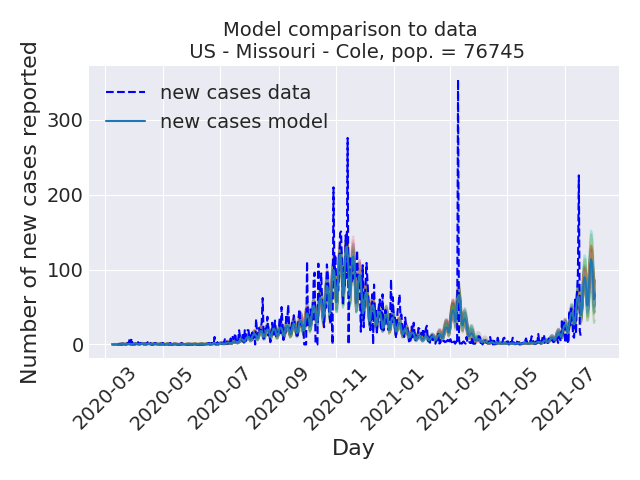 Model comparison to data
US - Missouri - Cole, pop. = 76745
Number of new cases reported
new cases data
new cases model
300
200
100
0
2020-03
2020-05
2020-07
2020-09
2020-11
2021-01
2021-03
2021-05
2021-07
Day